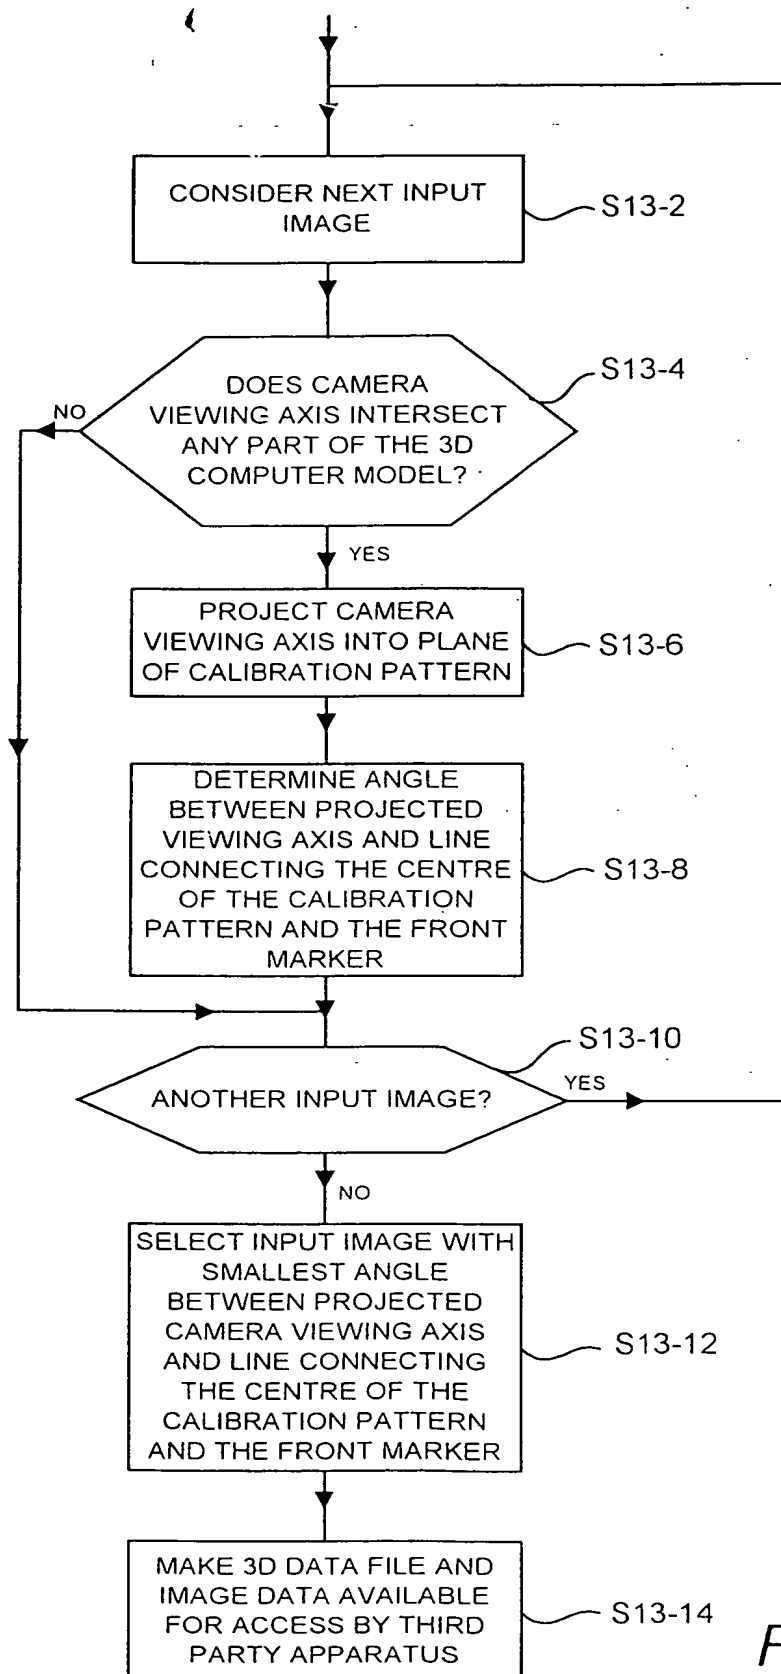 CONSIDER NEXT INPUT
IMAGE
S13-2
DOES CAMERA
VIEWING AXIS INTERSECT
ANY PART OF THE 3D
COMPUTER MODEL?
S13-4
NO
YES
PROJECT CAMERA
VIEWING AXIS INTO PLANE
OF CALIBRATION PATTERN
S13-6
DETERMINE ANGLE
BETWEEN PROJECTED
VIEWING AXIS AND LINE
CONNECTING THE CENTRE
OF THE CALIBRATION
PATTERN AND THE FRONT
MARKER
S13-8
S13-10
ANOTHER INPUT IMAGE?
YES
NO
SELECT INPUT IMAGE WITH
SMALLEST ANGLE
BETWEEN PROJECTED
CAMERA VIEWING AXIS
AND LINE CONNECTING
THE CENTRE OF THE
CALIBRATION PATTERN
AND THE FRONT MARKER
S13-12
MAKE 3D DATA FILE AND
IMAGE DATA AVAILABLE
FOR ACCESS BY THIRD
PARTY APPARATUS
S13-14